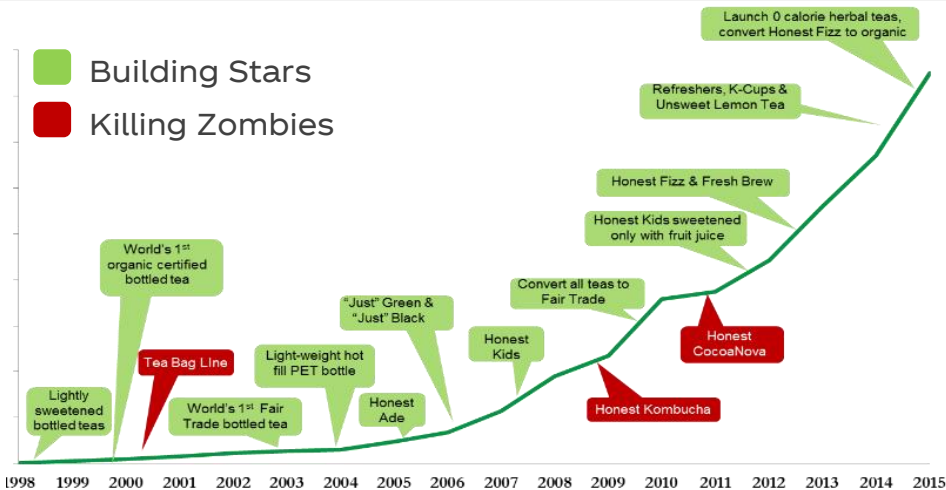 Launch 0 calorie herbal teas,
convert Honest Fizz to organic
Building Stars
Killing Zombies
Refreshers, K-Cups &
Unsweet Lemon Tea
Honest Fizz & Fresh Brew
Honest Kids sweetened
only with fruit juice
World's 1st
organic certified
bottled tea
Convert all teas to
Fair Trade
"Just" Green &
"Just" Black
Honest
Kids
Honest
CocoaNova
Tea Bag LIne
Light-weight hot
fill PET bottle
Lightly
sweetened
bottled teas
World's 1st Fair
Trade bottled tea
Honest
Ade
Honest Kombucha
1998 1999 2000 2001 2002 2003 2004 2005 2006 2007 2008 2009 2010 2011 2012 2013 2014 2015